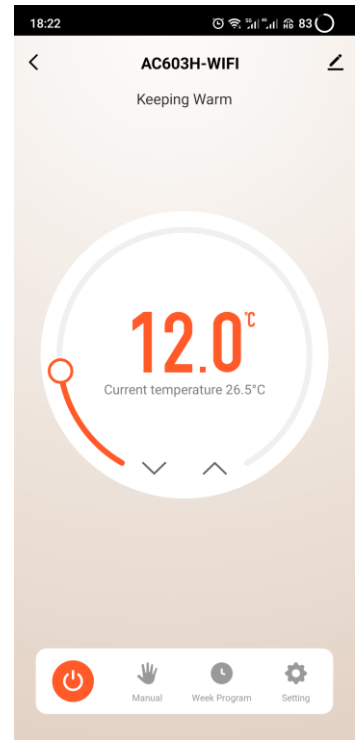 18:22
83
AC603H-WIFI
Keeping Warm
12.0℃
Current temperature 26.5°C
Manual
Week Program
Setting